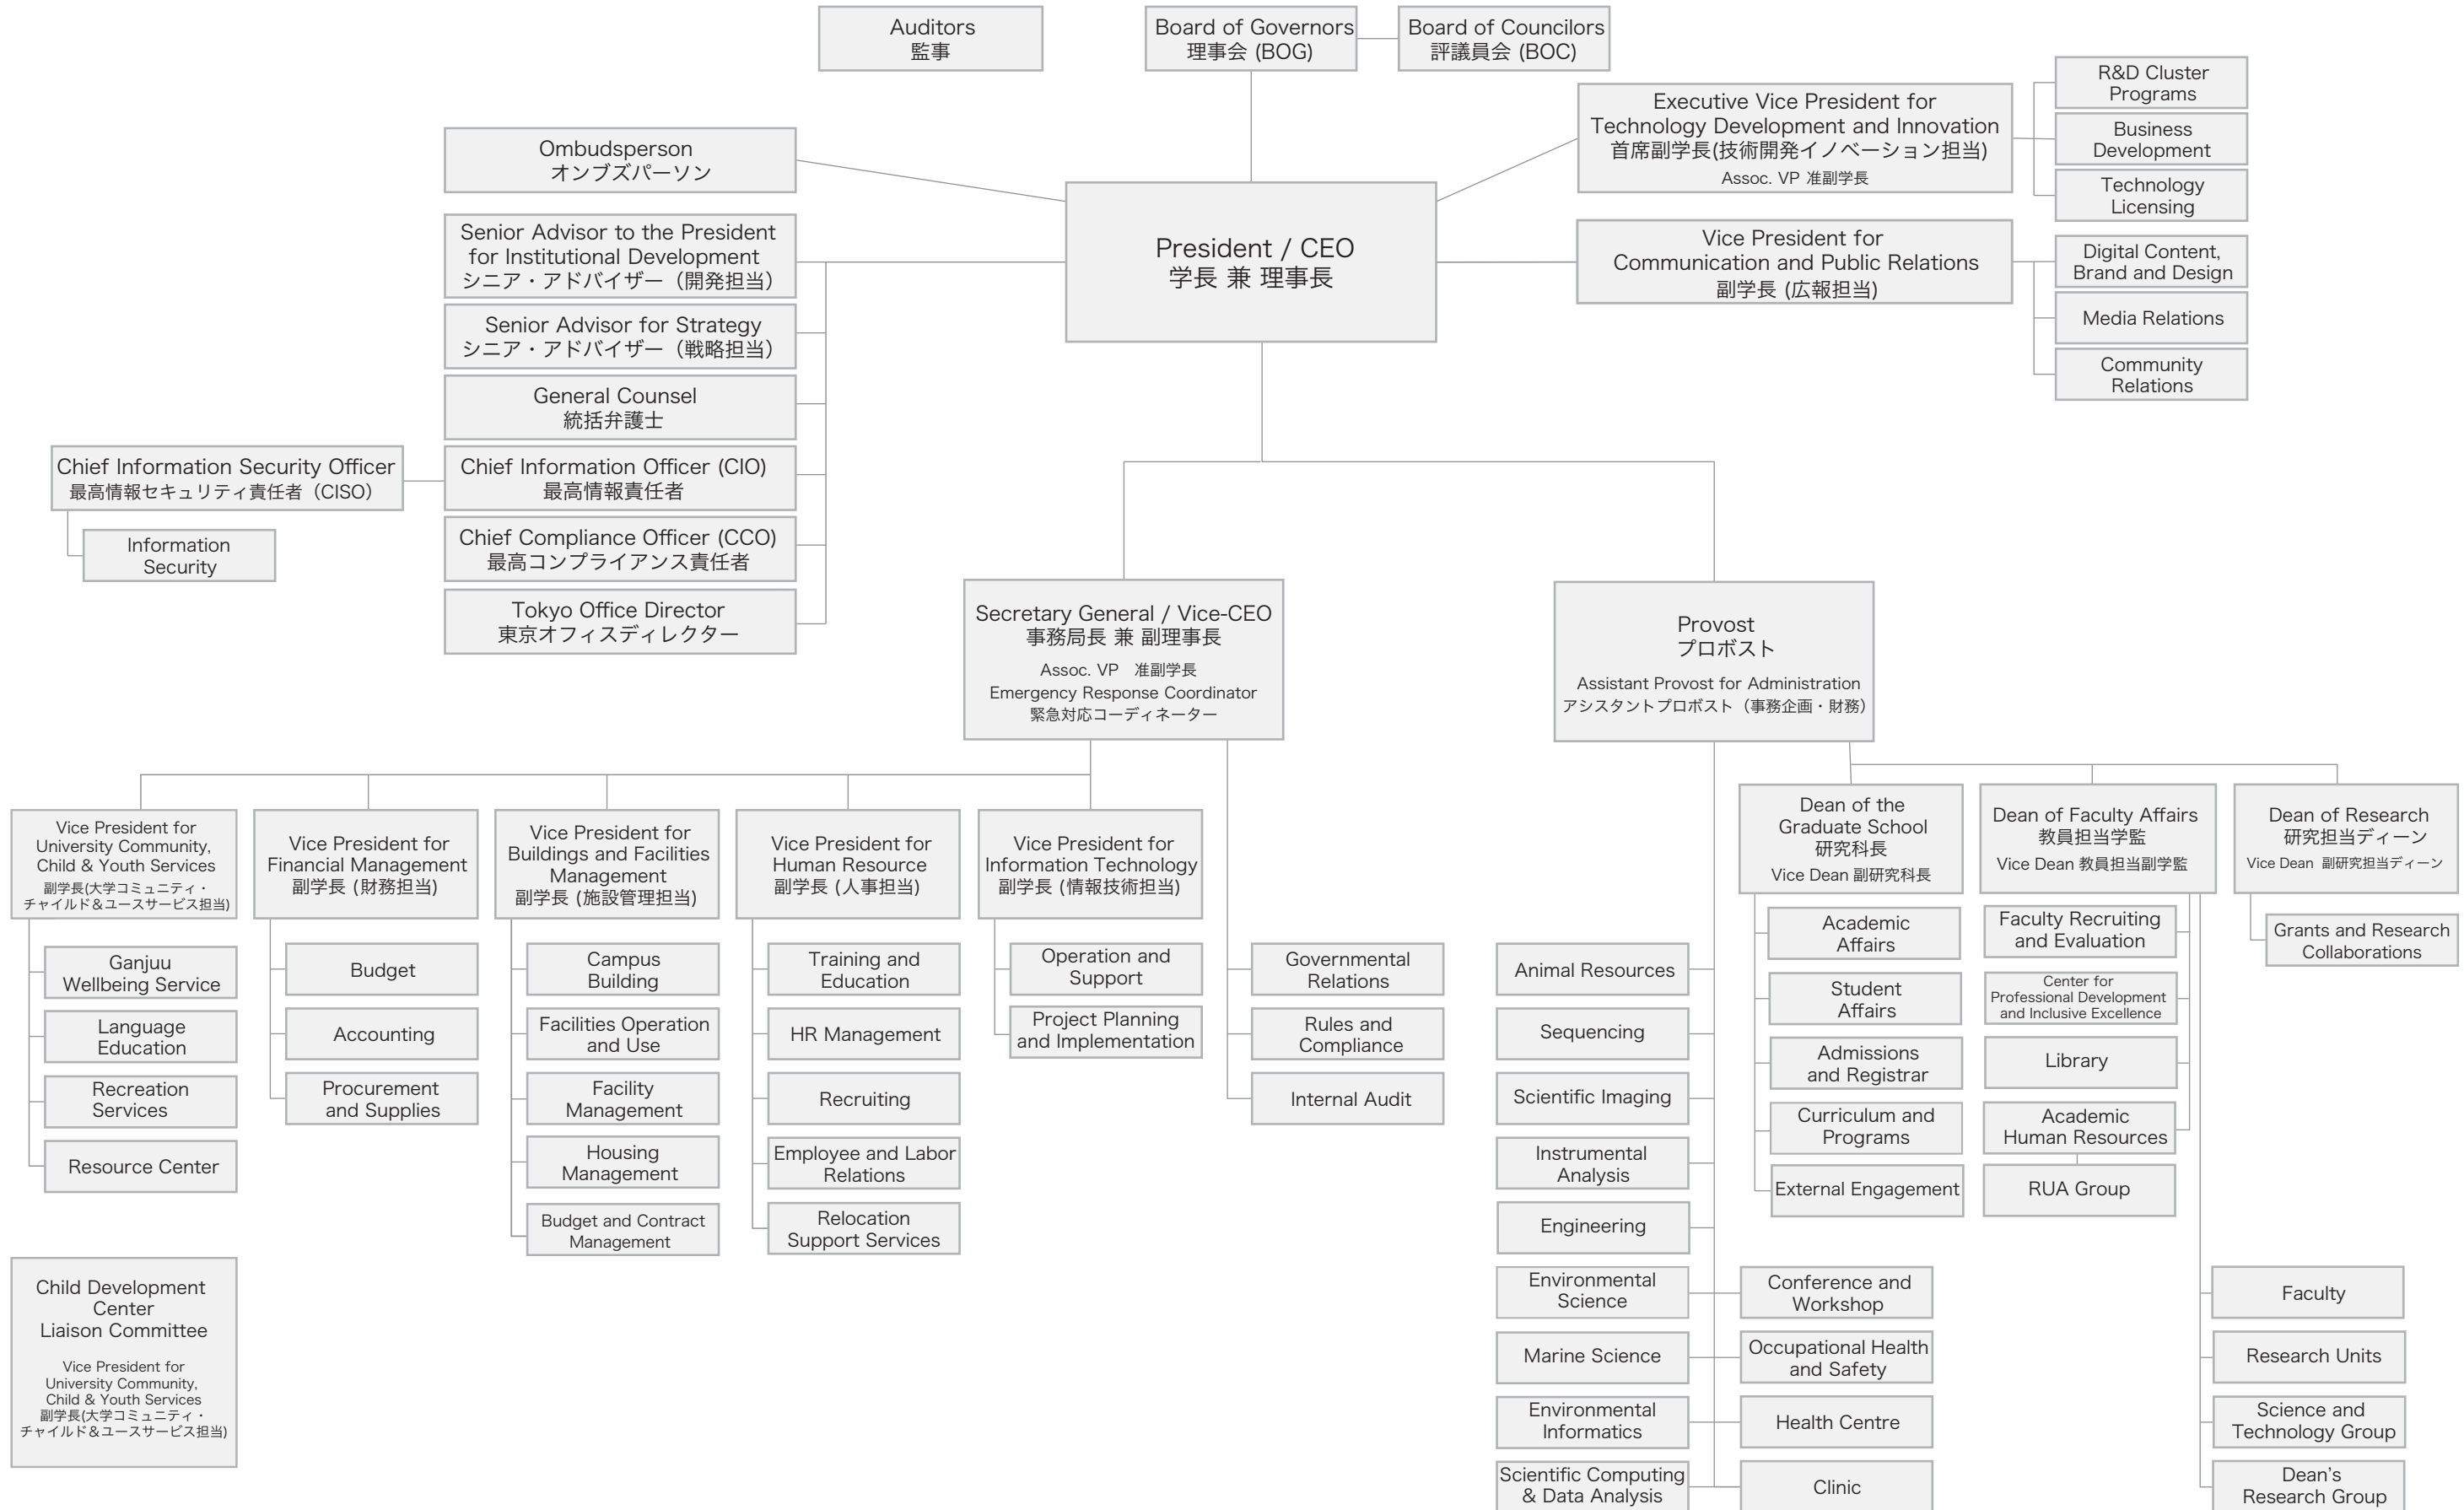 Auditors
監事
Board of Governors
理事会 (BOG)
Board of Councilors
評議員会 (BOC)
Ombudsperson
オンブズパーソン
Executive Vice President for
Technology Development and Innovation
首席副学長(技術開発イノベーション担当)
Assoc. VP 准副学長
R&D Cluster
Programs
Business
Development
Technology
Licensing
President / CEO
学長 兼 理事長
Senior Advisor to the President
for Institutional Development
シニア・アドバイザー（開発担当）
Senior Advisor for Strategy
シニア・アドバイザー（戦略担当）
General Counsel
統括弁護士
Chief Information Officer (CIO)
最高情報責任者
Chief Compliance Officer (CCO)
最高コンプライアンス責任者
Tokyo Office Director
東京オフィスディレクター
Chief Information Security Officer
最高情報セキュリティ責任者（CISO）
Information
Security
Vice President for
Communication and Public Relations
副学長 (広報担当)
Digital Content,
Brand and Design
Media Relations
Community
Relations
Secretary General / Vice-CEO
事務局長 兼 副理事長
Assoc. VP　准副学長
Emergency Response Coordinator
緊急対応コーディネーター
Provost
プロボスト
Assistant Provost for Administration
アシスタントプロボスト（事務企画・財務）
Vice President for
University Community,
Child & Youth Services
副学長(大学コミュニティ・
チャイルド＆ユースサービス担当)
Ganjuu
Wellbeing Service
Language
Education
Recreation
Services
Resource Center
Vice President for
Financial Management
副学長 (財務担当)
Budget
Accounting
Procurement
and Supplies
Vice President for
Buildings and Facilities
Management
副学長 (施設管理担当)
Campus
Building
Facilities Operation
and Use
Facility
Management
Housing
Management
Budget and Contract
Management
Vice President for
Human Resource
副学長 (人事担当)
Training and
Education
HR Management
Recruiting
Employee and Labor
Relations
Relocation
Support Services
Vice President for
Information Technology
副学長 (情報技術担当)
Operation and
Support
Project Planning
and Implementation
Governmental
Relations
Rules and
Compliance
Internal Audit
Child Development
Center
Liaison Committee
Vice President for
University Community,
Child & Youth Services
副学長(大学コミュニティ・
チャイルド＆ユースサービス担当)
Animal Resources
Sequencing
Scientific Imaging
Instrumental
Analysis
Engineering
Environmental
Science
Marine Science
Environmental
Informatics
Scientific Computing
& Data Analysis
Conference and
Workshop
Occupational Health
and Safety
Health Centre
Clinic
Dean of the
Graduate School
研究科長
Vice Dean 副研究科長
Academic
Affairs
Student
Affairs
Admissions
and Registrar
Curriculum and
Programs
External Engagement
Dean of Faculty Affairs
教員担当学監
Vice Dean 教員担当副学監
Faculty Recruiting
and Evaluation
Center for
Professional Development
and Inclusive Excellence
Library
Academic
Human Resources
RUA Group
Dean of Research
研究担当ディーン
Vice Dean 副研究担当ディーン
Grants and Research
Collaborations
Faculty
Research Units
Science and
Technology Group
Dean's
Research Group